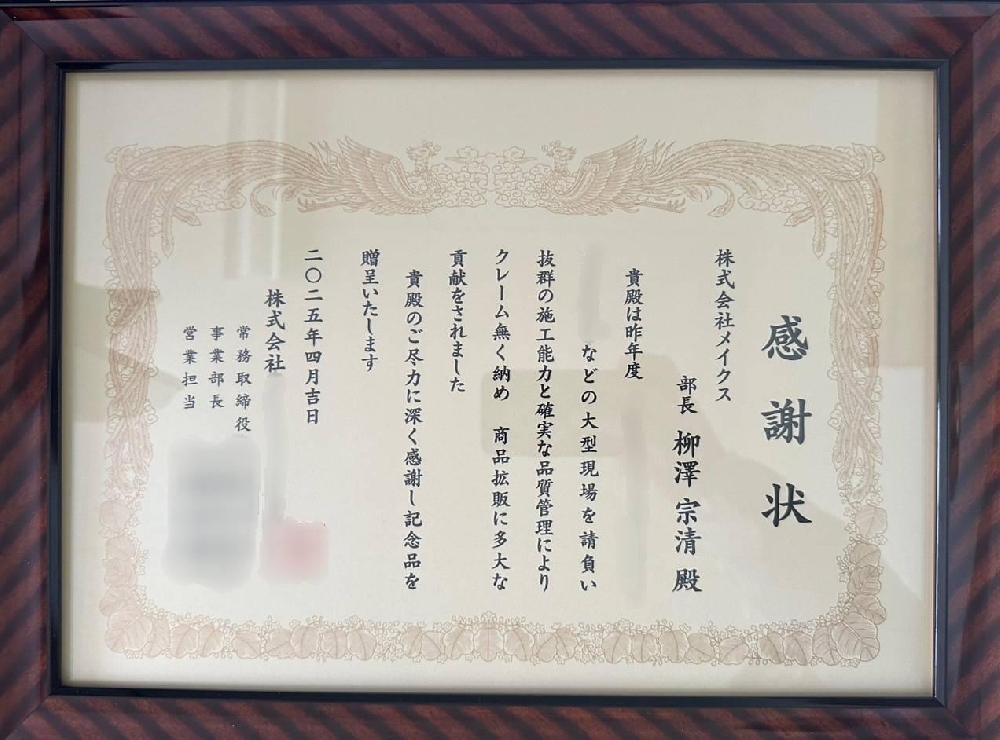 感謝状
株式会社メイクス
部長 柳澤宗清殿
貴殿は昨年度
などの大型現場を請負い
抜群の施工能力と確実な品質管理により
クレーム無く納め 商品拡販に多大な
貢献をされました
貴殿のご尽力に深く感謝し記念品を
贈呈いたします
二〇二五年四月吉日
株式会社
常務取締役
事業部長
営業担当